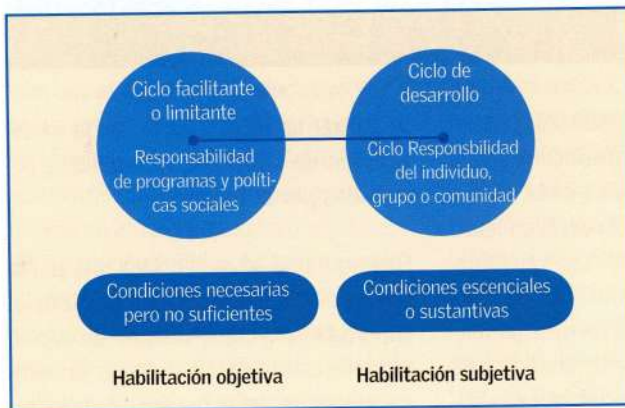 Ciclo facilitante
o limitante
Responsabilidad
de programas y políti-
cas sociales
Ciclo de
desarrollo
Ciclo Responsbilidad
del individuo,
grupo o comunidad
Condiciones necesarias
pero no suficientes
Condiciones escenciales
o sustantivas
Habilitación objetiva
Habilitación subjetiva